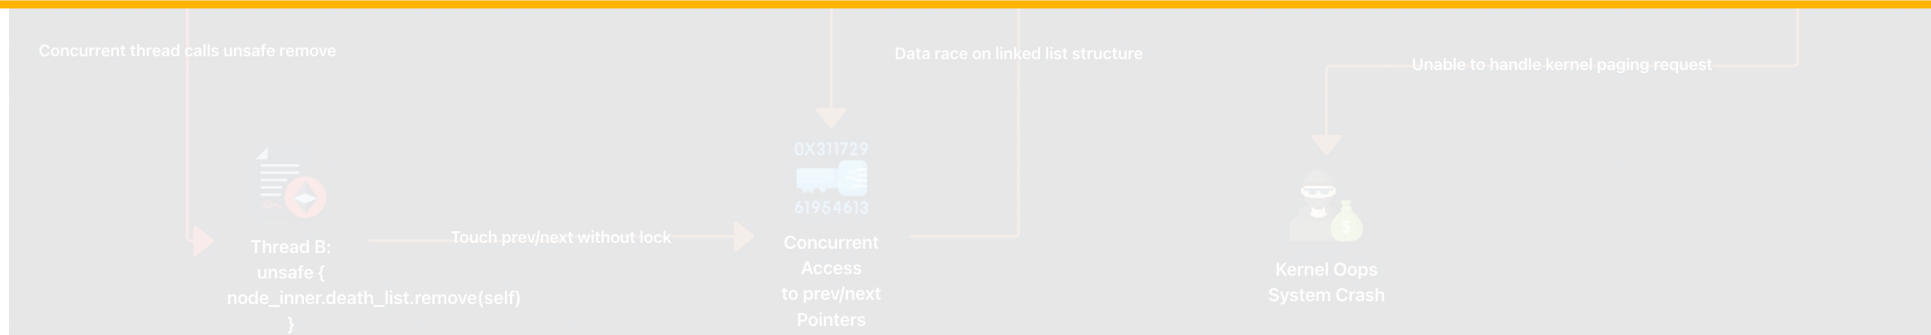 Concurrent thread calls unsafe remove
Data race on linked list structure
Unable to handle kernel paging request
0X311729
61954613
Thread B:
unsafe {
node_inner.death_list.remove(self)
}
Touch prev/next without lock
Concurrent
Access
to prev/next
Pointers
$
Kernel Oops
System Crash